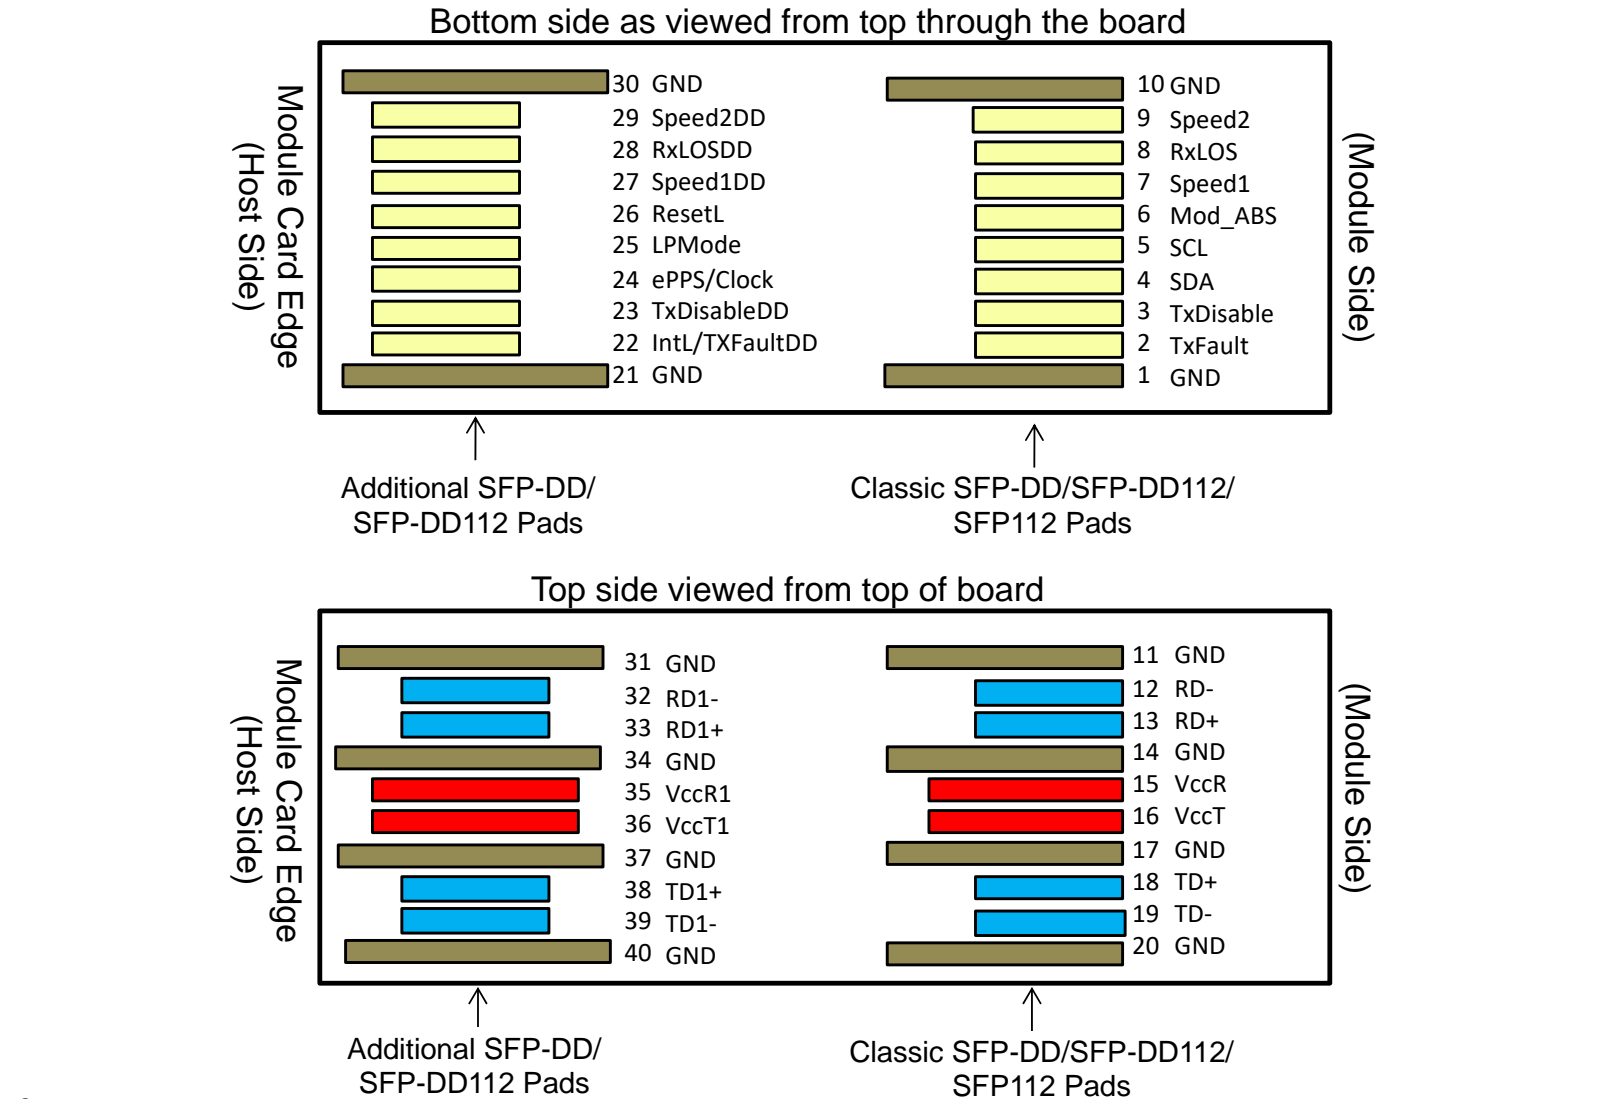 Bottom side as viewed from top through the board
Module Card Edge
(Host Side)
30 GND
29 Speed2DD
28 RxLOSDD
27 Speed1DD
26 ResetL
25 LPMode
24 ePPS/Clock
23 TxDisableDD
22 IntL/TXFaultDD
21 GND
10 GND
9 Speed2
8 RxLOS
7 Speed1
6 Mod_ABS
5 SCL
4 SDA
3 TxDisable
2 TxFault
1 GND
(Module Side)
Additional SFP-DD/
SFP-DD112 Pads
Classic SFP-DD/SFP-DD112/
SFP112 Pads
Top side viewed from top of board
Module Card Edge
(Host Side)
31 GND
32 RD1-
33 RD1+
34 GND
35 VccR1
36 VccT1
37 GND
38 TD1+
39 TD1-
40 GND
11 GND
12 RD-
13 RD+
14 GND
15 VccR
16 VccT
17 GND
18 TD+
19 TD-
20 GND
(Module Side)
Additional SFP-DD/
SFP-DD112 Pads
Classic SFP-DD/SFP-DD112/
SFP112 Pads